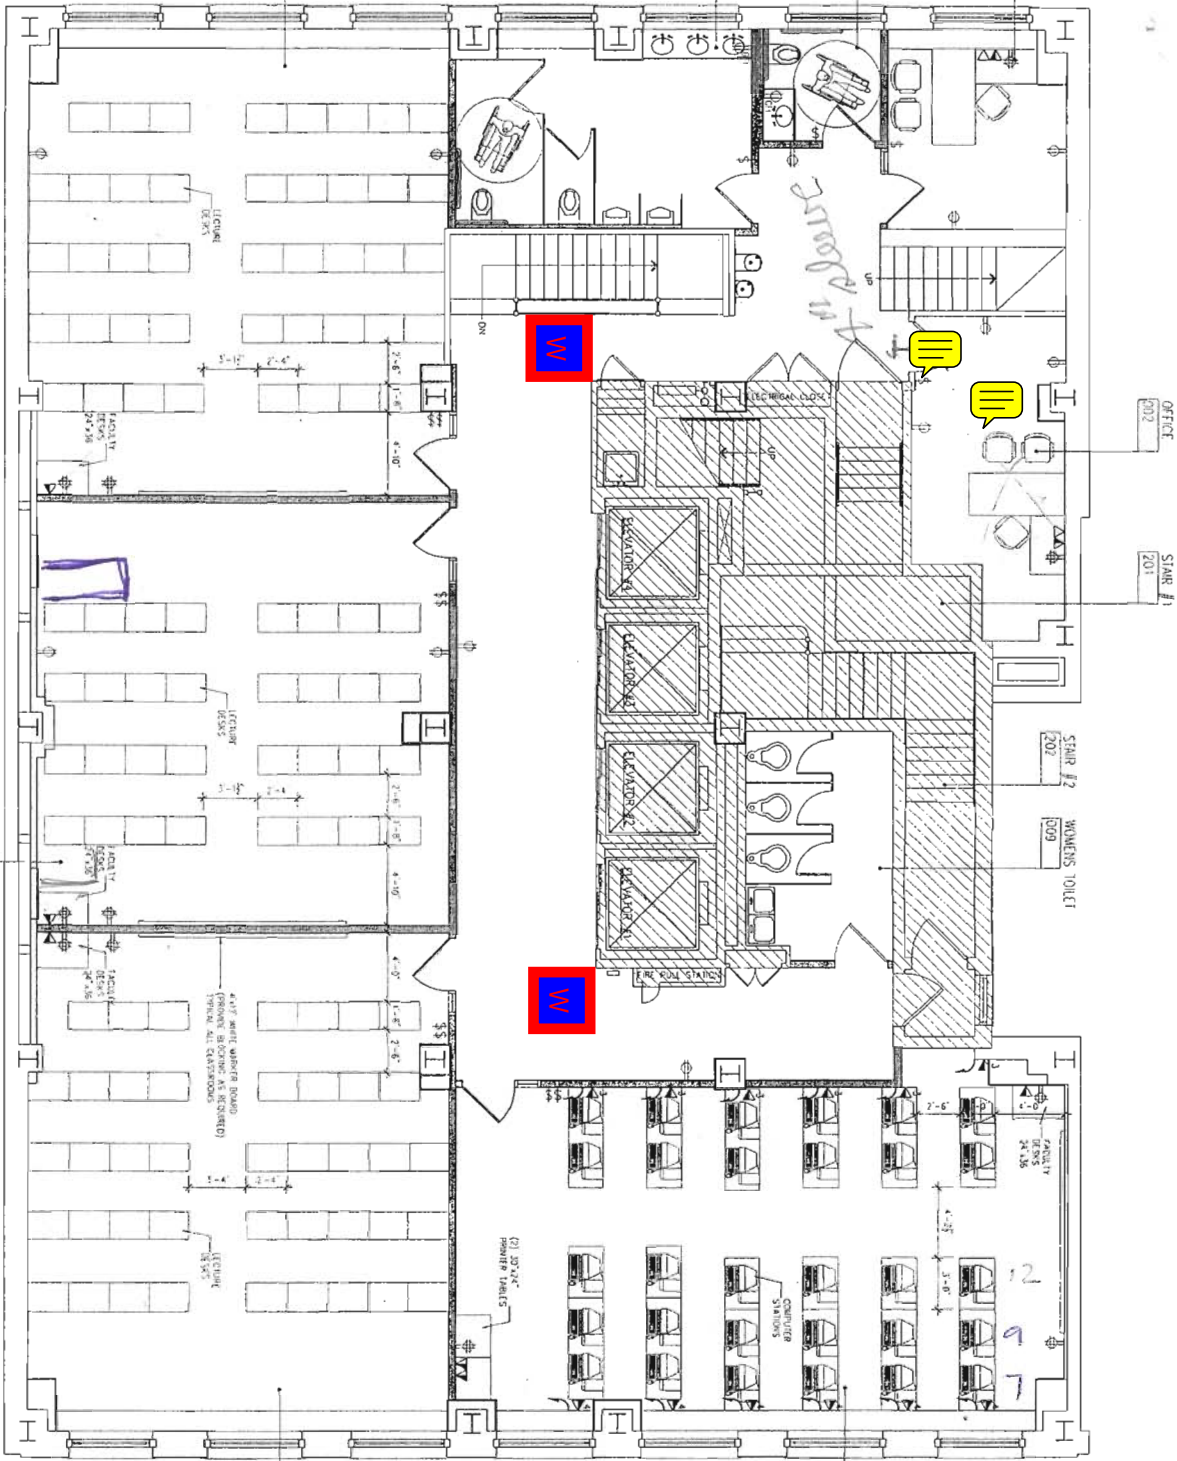 LECTURE
DESKS
3'-1½"
2'-4"
2'-6"
1'-8"
4'-10"
FACULTY
DESKS
24"x36
DN
UP
W
ELECTRICAL CLOSE
UP
OFFICE
202
STAIR #1
201
STAIR #2
202
WOMENS TOILET
009
ELEVATOR #4
ELEVATOR #3
ELEVATOR #2
ELEVATOR #1
$$
LECTURE
DESKS
3'-1½"
2'-4
2'-6"
1'-8"
4'-10"
FACULTY
DESKS
24"x36
FACULTY
DESKS
24"x36
W
FIRE PULL STATION
4'-0"
1'-8"
2'-6"
4'x12' WHITE MARKER BOARD
(PROVIDE BLOCKING AS REQUIRED)
TYPICAL ALL CLASSROOMS
$$
$$
2'-6"
4'-0"
FACULTY
DESKS
24"x36
2'-4"
LECTURE
DESKS
(2) 30"x24"
PRINTER TABLES
COMPUTER
STATIONS
3'-0"
12
9
7